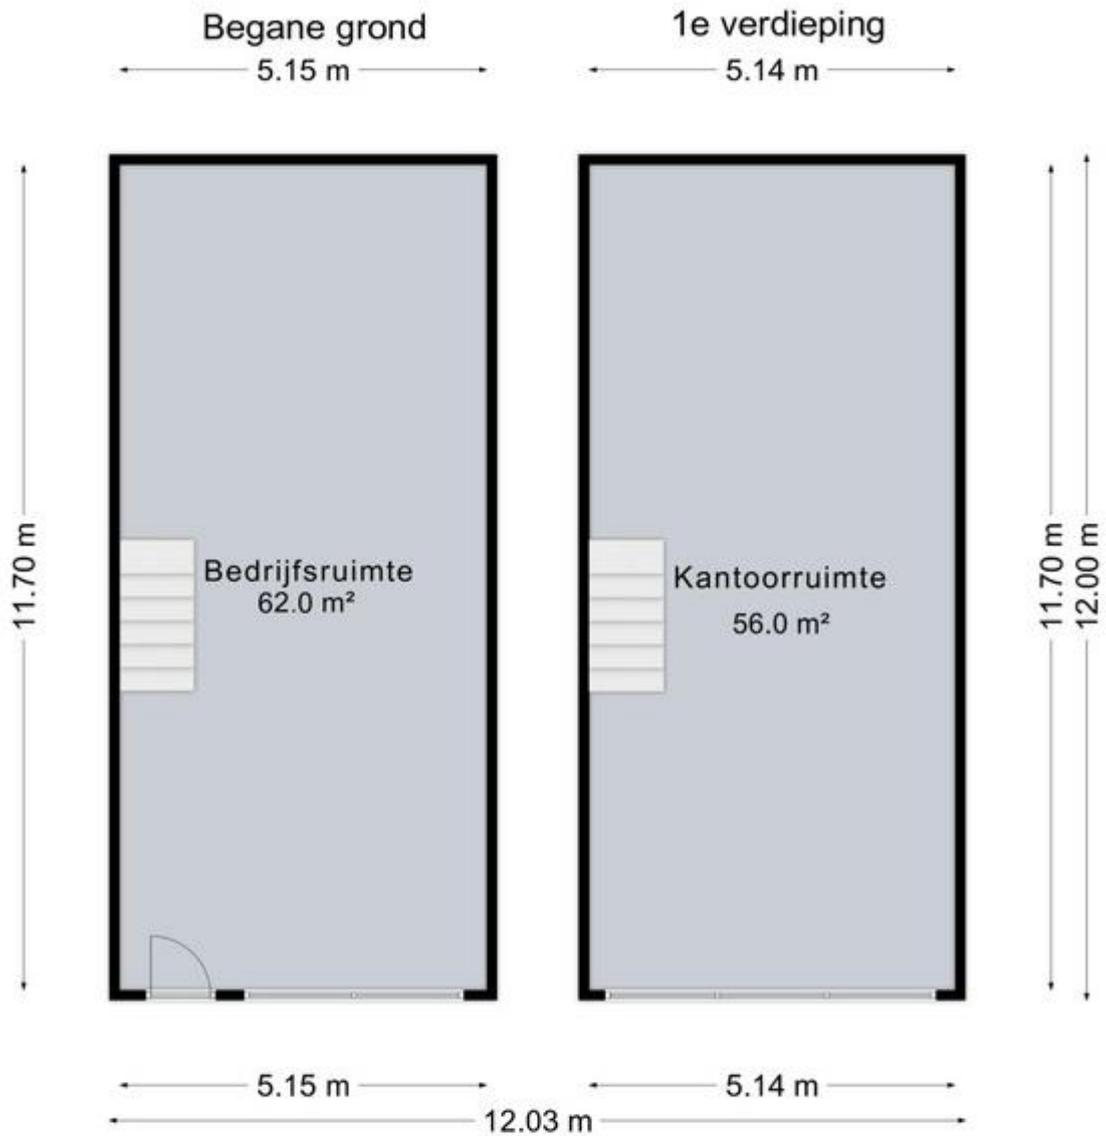 Begane grond
1e verdieping
5.15 m
5.14 m
11.70 m
Bedrijfsruimte
62.0 m²
Kantoorruimte
56.0 m²
11.70 m
12.00 m
5.15 m
5.14 m
12.03 m